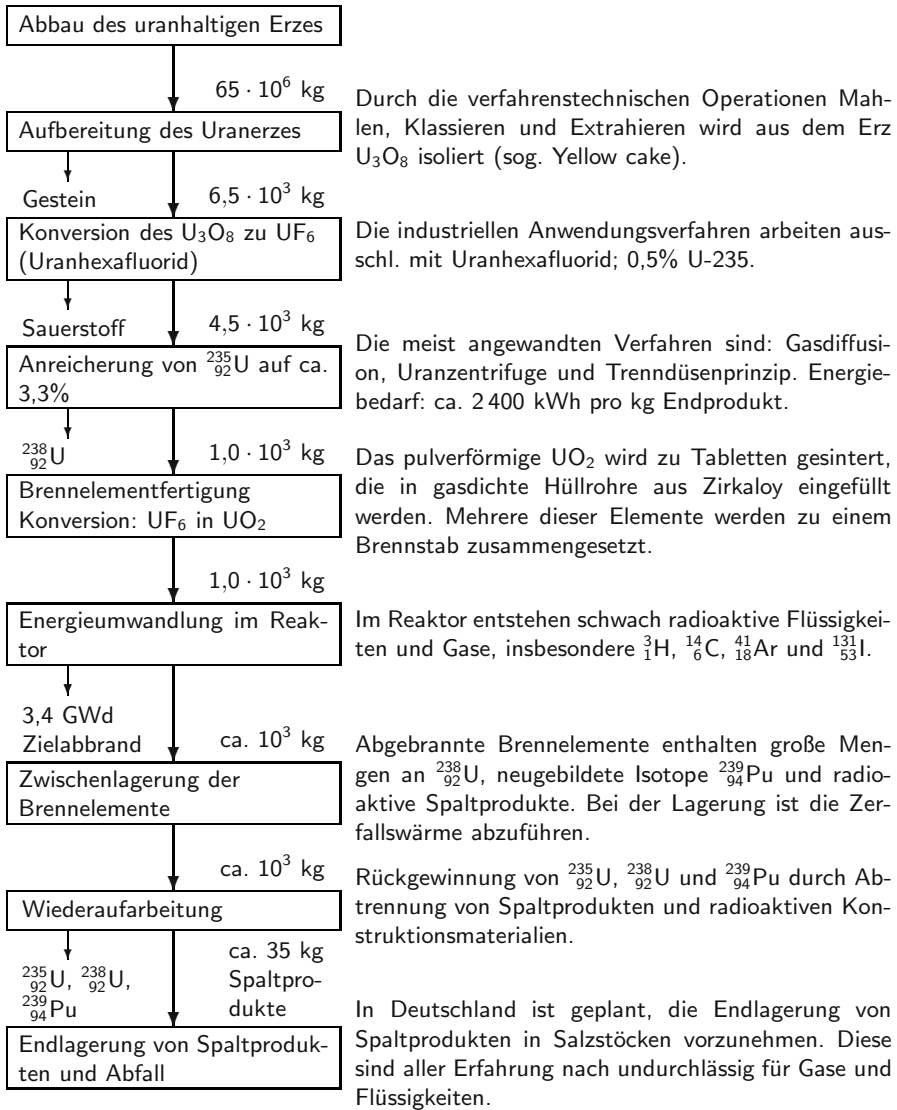 Abbau des uranhaltigen Erzes
65 · 10⁶ kg
Aufbereitung des Uranerzes
Durch die verfahrenstechnischen Operationen Mah-
len, Klassieren und Extrahieren wird aus dem Erz
U₃O₈ isoliert (sog. Yellow cake).
Gestein
6,5 · 10³ kg
Konversion des U₃O₈ zu UF₆
(Uranhexafluorid)
Die industriellen Anwendungsverfahren arbeiten aus-
schl. mit Uranhexafluorid; 0,5% U-235.
Sauerstoff
4,5 · 10³ kg
Anreicherung von ²³⁵₉₂U auf ca.
3,3%
Die meist angewandten Verfahren sind: Gasdiffusi-
on, Uranzentrifuge und Trenndüsenprinzip. Energie-
bedarf: ca. 2 400 kWh pro kg Endprodukt.
²³⁸₉₂U
1,0 · 10³ kg
Brennelementfertigung
Konversion: UF₆ in UO₂
Das pulverförmige UO₂ wird zu Tabletten gesintert,
die in gasdichte Hüllrohre aus Zirkaloy eingefüllt
werden. Mehrere dieser Elemente werden zu einem
Brennstab zusammengesetzt.
1,0 · 10³ kg
Energieumwandlung im Reak-
tor
Im Reaktor entstehen schwach radioaktive Flüssigkei-
ten und Gase, insbesondere ³₁H, ¹⁴₆C, ⁴¹₁₈Ar und ¹³¹₅₃I.
3,4 GWd
Zielabbrand
ca. 10³ kg
Zwischenlagerung der
Brennelemente
Abgebrannte Brennelemente enthalten große Men-
gen an ²³⁸₉₂U, neugebildete Isotope ²³⁹₉₄Pu und radio-
aktive Spaltprodukte. Bei der Lagerung ist die Zer-
fallswärme abzuführen.
ca. 10³ kg
Wiederaufarbeitung
Rückgewinnung von ²³⁵₉₂U, ²³⁸₉₂U und ²³⁹₉₄Pu durch Ab-
trennung von Spaltprodukten und radioaktiven Kon-
struktionsmaterialien.
²³⁵₉₂U, ²³⁸₉₂U,
²³⁹₉₄Pu
ca. 35 kg
Spaltpro-
dukte
Endlagerung von Spaltproduk-
ten und Abfall
In Deutschland ist geplant, die Endlagerung von
Spaltprodukten in Salzstöcken vorzunehmen. Diese
sind aller Erfahrung nach undurchlässig für Gase und
Flüssigkeiten.